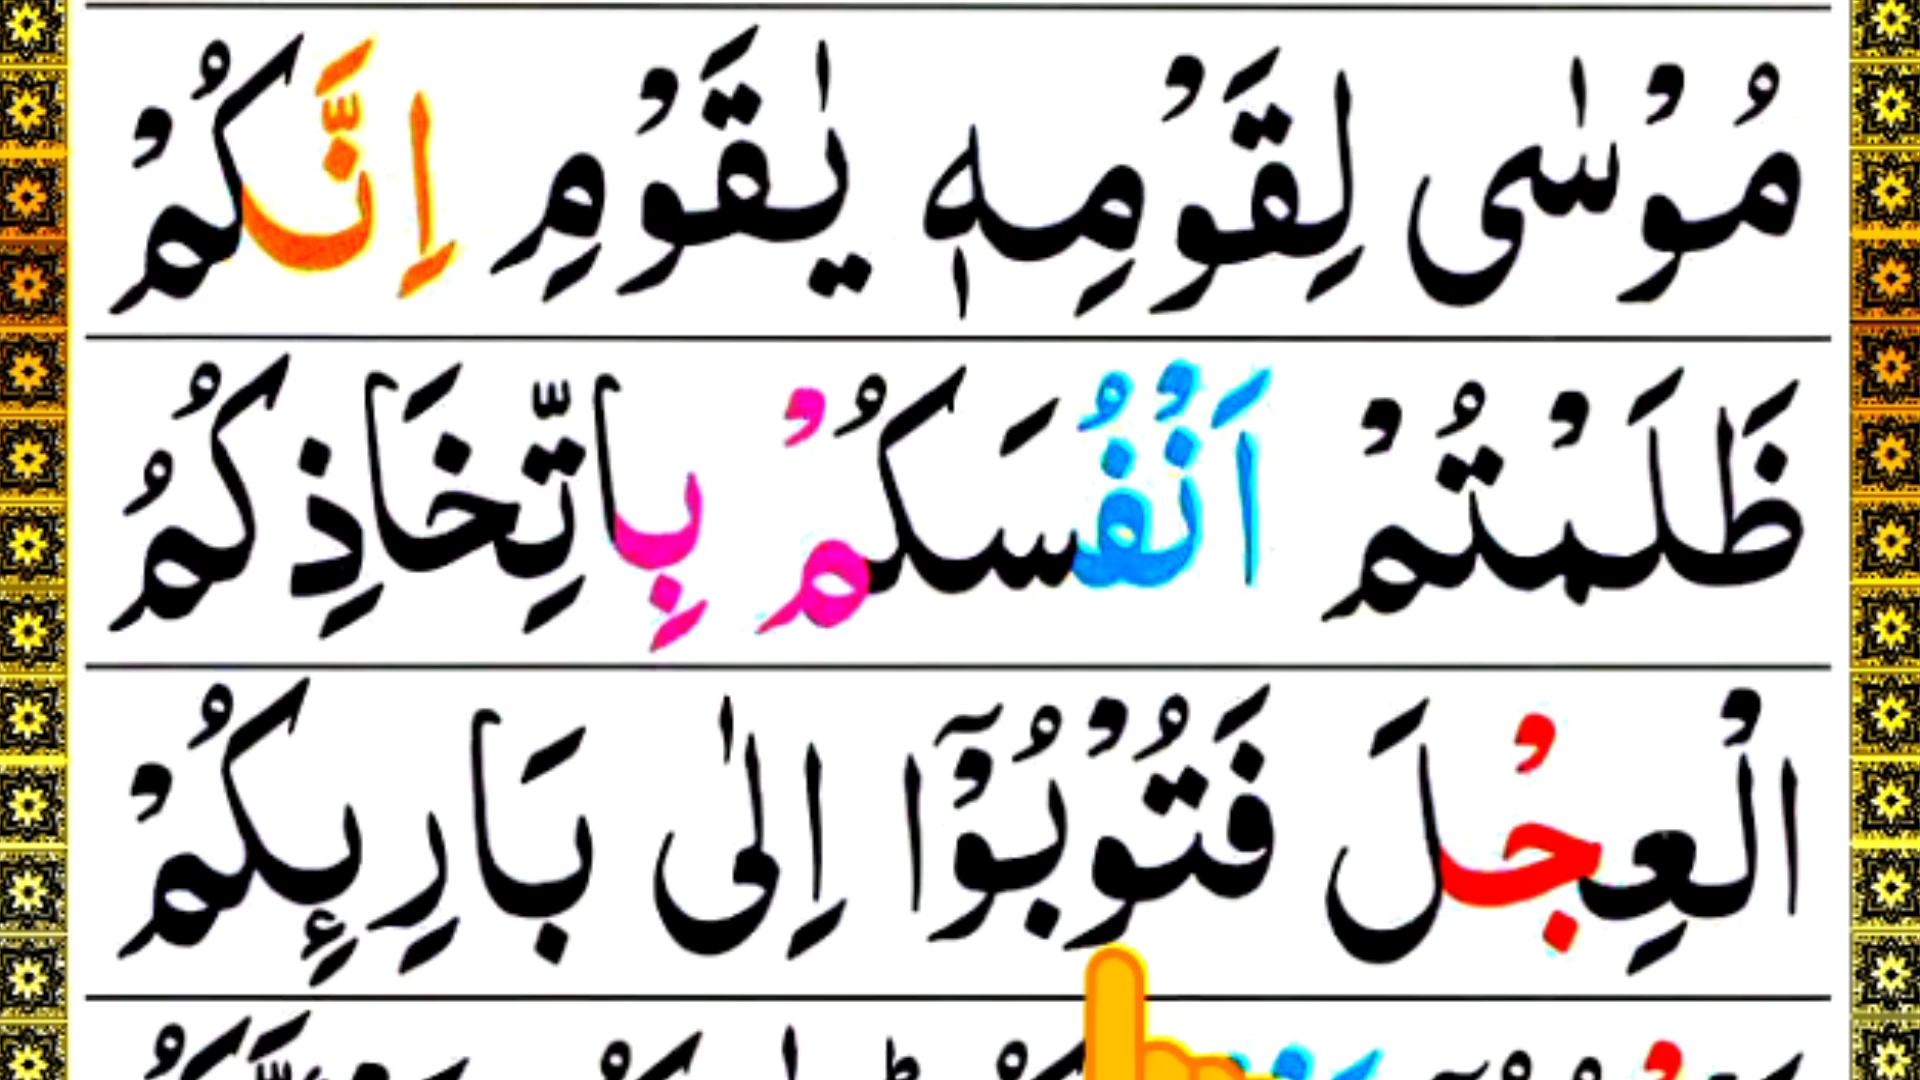 مُوْسٰى لِقَوْمِهٖ يٰقَوْمِ اِنَّكُمْ
ظَلَمْتُمْ اَنْفُسَكُمْ بِاتِّخَاذِكُمُ
الْعِجْلَ فَتُوْبُوْۤا اِلٰى بَارِىِٕكُمْ